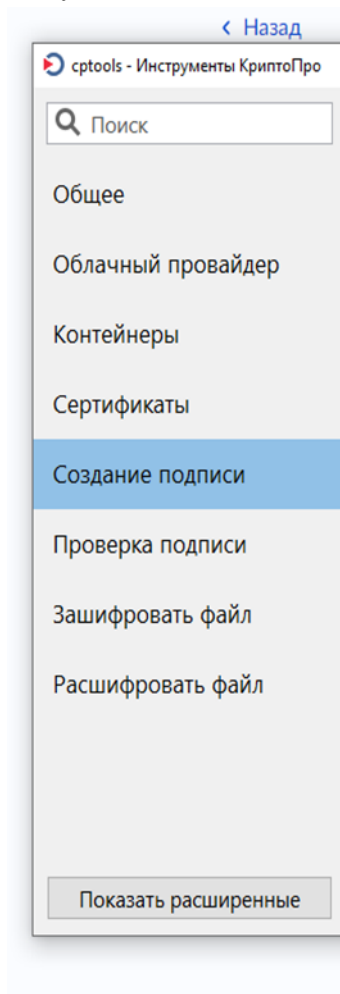 Назад
cptools - Инструменты КриптоПро
Поиск
Общее
Облачный провайдер
Контейнеры
Сертификаты
Создание подписи
Проверка подписи
Зашифровать файл
Расшифровать файл
Показать расширенные